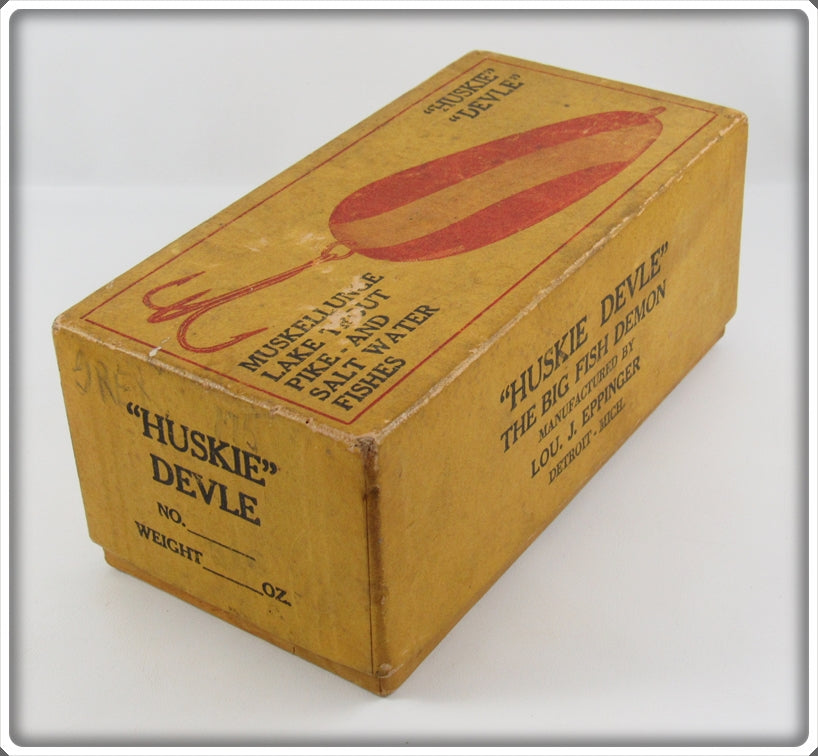 "HUSKIE"
"DEVLE"
MUSKELLUNGE
LAKE TROUT
PIKE - AND
SALT WATER
FISHES
"HUSKIE"
DEVLE
NO.
WEIGHT OZ.
"HUSKIE DEVLE"
THE BIG FISH DEMON
MANUFACTURED BY
LOU. J. EPPINGER
DETROIT - MICH.